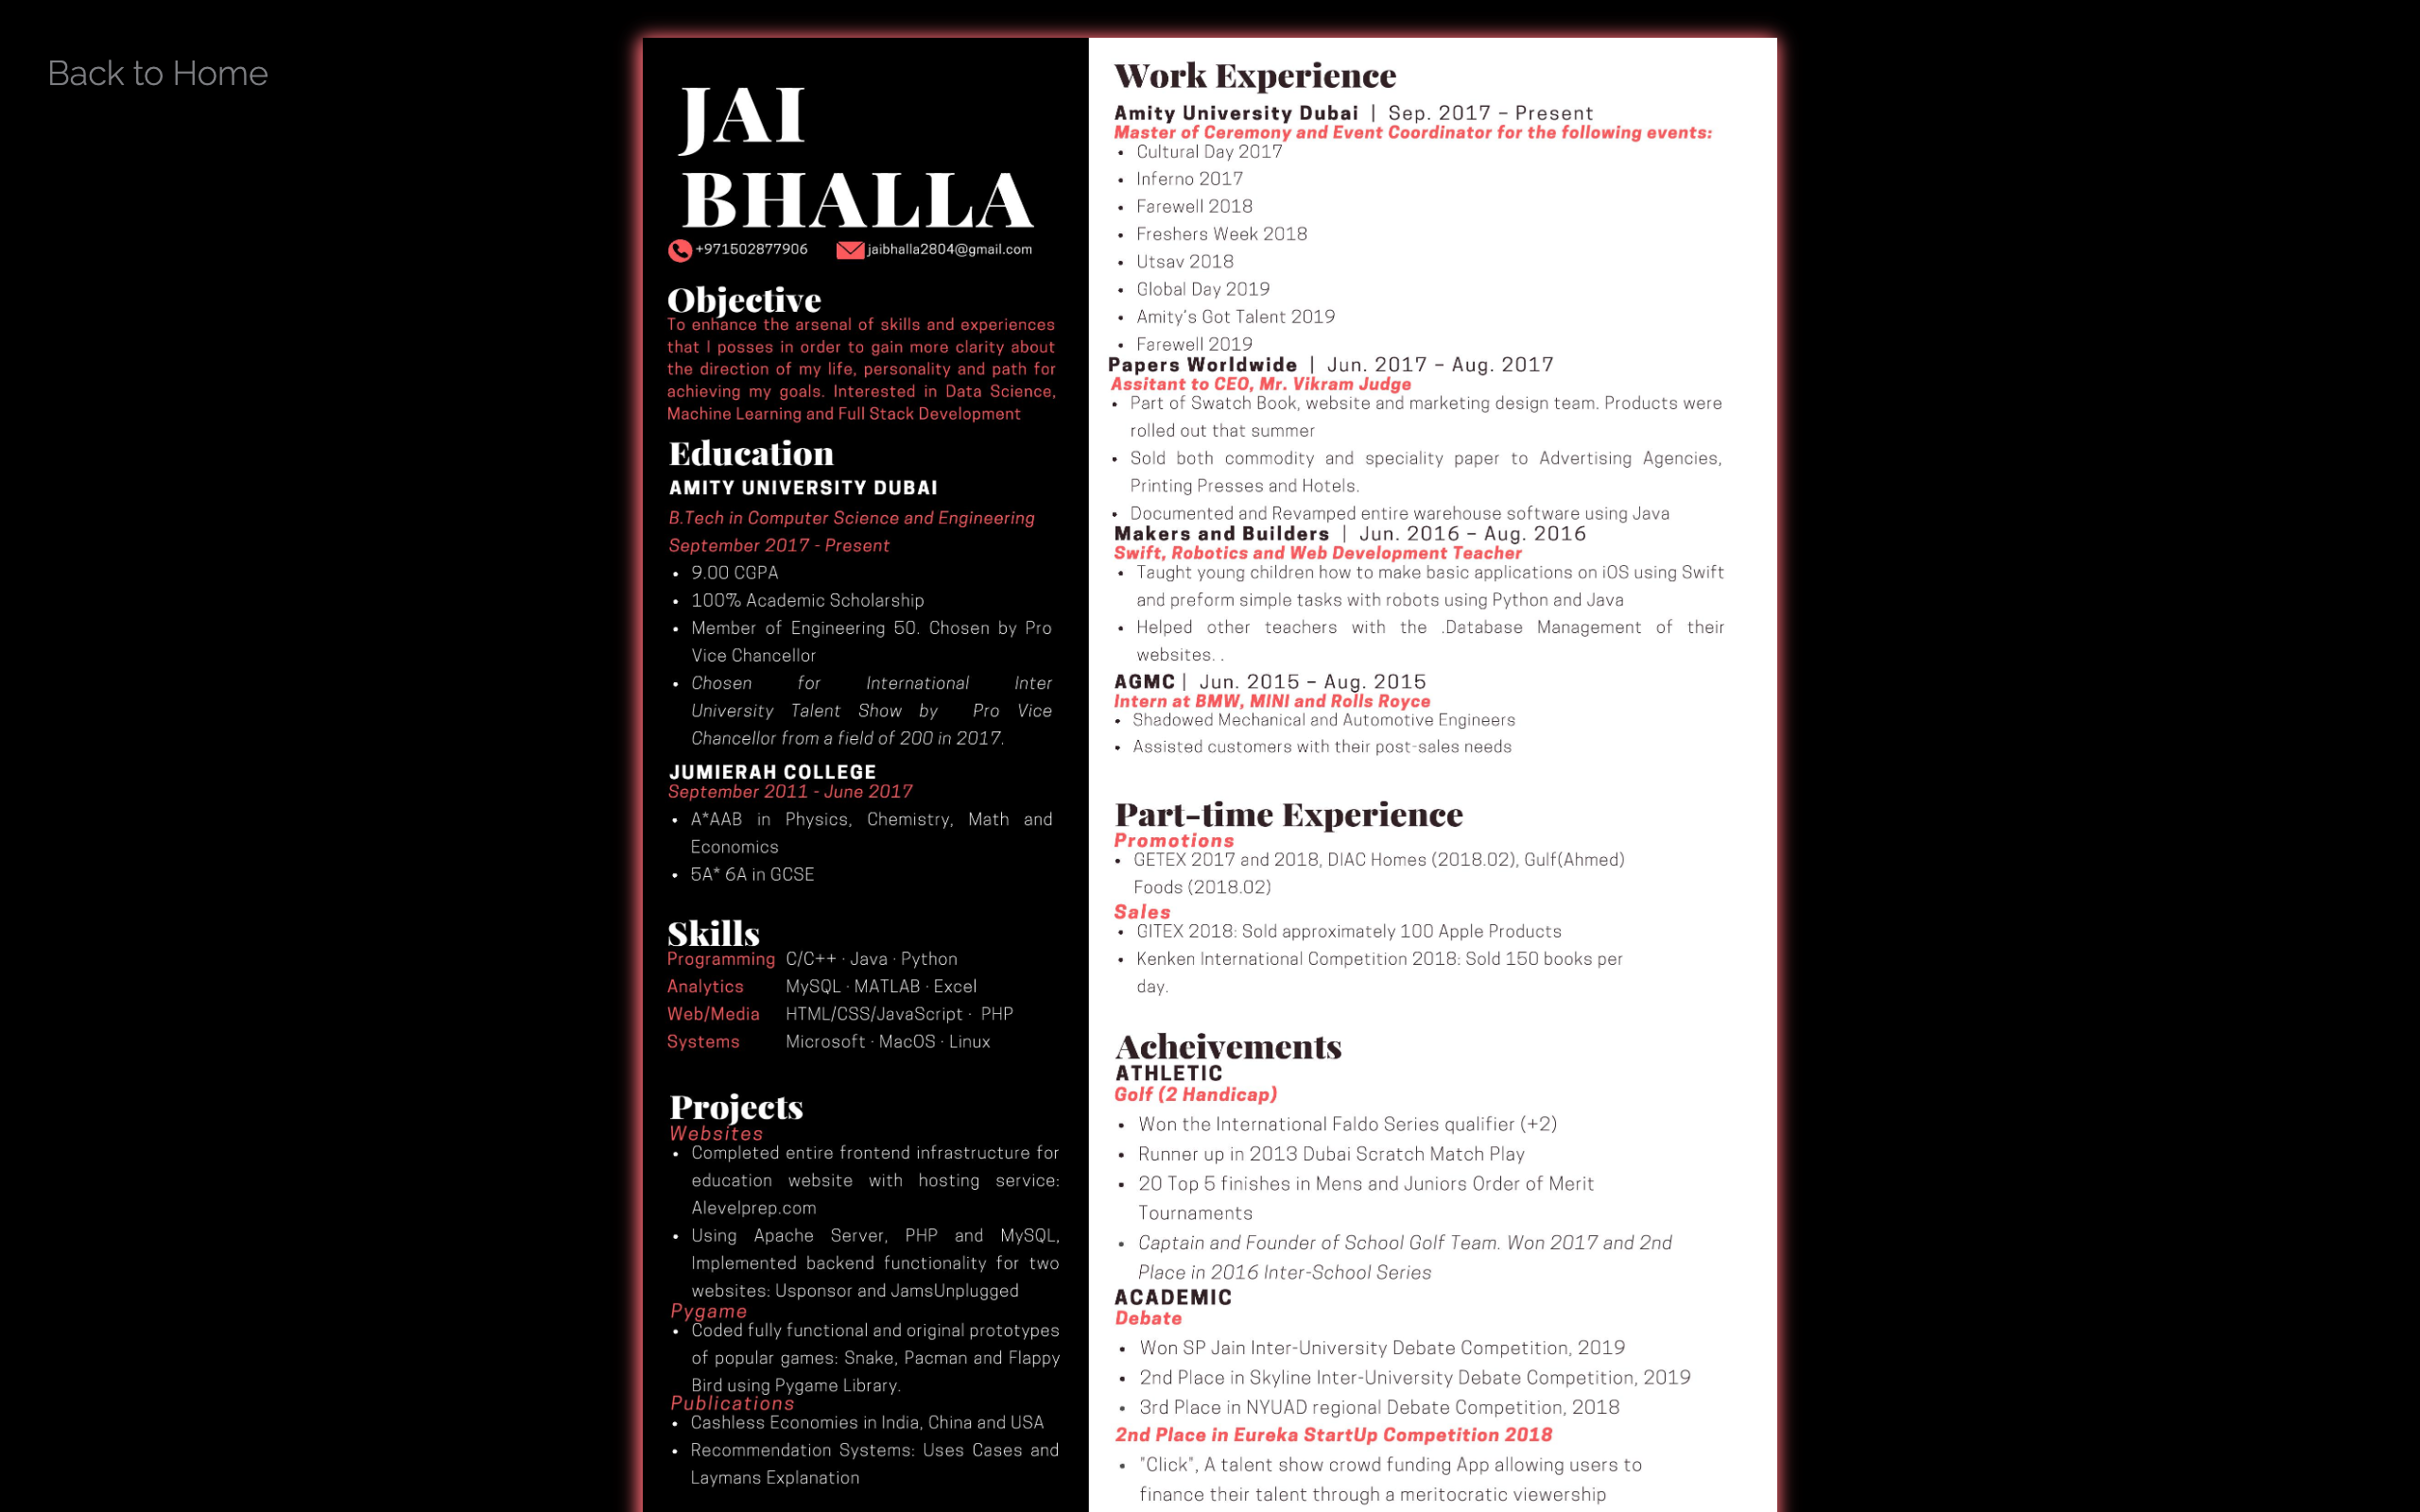 Back to Home
JAI
BHALLA
+971502877906 jaibhalla2804@gmail.com
Objective
To enhance the arsenal of skills and experiences
that I posses in order to gain more clarity about
the direction of my life, personality and path for
achieving my goals. Interested in Data Science,
Machine Learning and Full Stack Development
Education
AMITY UNIVERSITY DUBAI
B.Tech in Computer Science and Engineering
September 2017 - Present
• 9.00 CGPA
• 100% Academic Scholarship
• Member of Engineering 50. Chosen by Pro
Vice Chancellor
• Chosen for International Inter
University Talent Show by Pro Vice
Chancellor from a field of 200 in 2017.
JUMIERAH COLLEGE
September 2011 - June 2017
• A*AAB in Physics, Chemistry, Math and
Economics
• 5A* 6A in GCSE
Skills
Programming C/C++ · Java · Python
Analytics MySQL · MATLAB · Excel
Web/Media HTML/CSS/JavaScript · PHP
Systems Microsoft · MacOS · Linux
Projects
Websites
• Completed entire frontend infrastructure for
education website with hosting service:
Alevelprep.com
• Using Apache Server, PHP and MySQL,
Implemented backend functionality for two
websites: Usponsor and JamsUnplugged
Pygame
• Coded fully functional and original prototypes
of popular games: Snake, Pacman and Flappy
Bird using Pygame Library.
Publications
• Cashless Economies in India, China and USA
• Recommendation Systems: Uses Cases and
Laymans Explanation
Work Experience
Amity University Dubai | Sep. 2017 – Present
Master of Ceremony and Event Coordinator for the following events:
• Cultural Day 2017
• Inferno 2017
• Farewell 2018
• Freshers Week 2018
• Utsav 2018
• Global Day 2019
• Amity's Got Talent 2019
• Farewell 2019
Papers Worldwide | Jun. 2017 – Aug. 2017
Assitant to CEO, Mr. Vikram Judge
• Part of Swatch Book, website and marketing design team. Products were
rolled out that summer
• Sold both commodity and speciality paper to Advertising Agencies,
Printing Presses and Hotels.
• Documented and Revamped entire warehouse software using Java
Makers and Builders | Jun. 2016 – Aug. 2016
Swift, Robotics and Web Development Teacher
• Taught young children how to make basic applications on iOS using Swift
and preform simple tasks with robots using Python and Java
• Helped other teachers with the .Database Management of their
websites. .
AGMC | Jun. 2015 – Aug. 2015
Intern at BMW, MINI and Rolls Royce
• Shadowed Mechanical and Automotive Engineers
• Assisted customers with their post-sales needs
Part-time Experience
Promotions
• GETEX 2017 and 2018, DIAC Homes (2018.02), Gulf(Ahmed)
Foods (2018.02)
Sales
• GITEX 2018: Sold approximately 100 Apple Products
• Kenken International Competition 2018: Sold 150 books per
day.
Acheivements
ATHLETIC
Golf (2 Handicap)
• Won the International Faldo Series qualifier (+2)
• Runner up in 2013 Dubai Scratch Match Play
• 20 Top 5 finishes in Mens and Juniors Order of Merit
Tournaments
• Captain and Founder of School Golf Team. Won 2017 and 2nd
Place in 2016 Inter-School Series
ACADEMIC
Debate
• Won SP Jain Inter-University Debate Competition, 2019
• 2nd Place in Skyline Inter-University Debate Competition, 2019
• 3rd Place in NYUAD regional Debate Competition, 2018
2nd Place in Eureka StartUp Competition 2018
• "Click", A talent show crowd funding App allowing users to
finance their talent through a meritocratic viewership